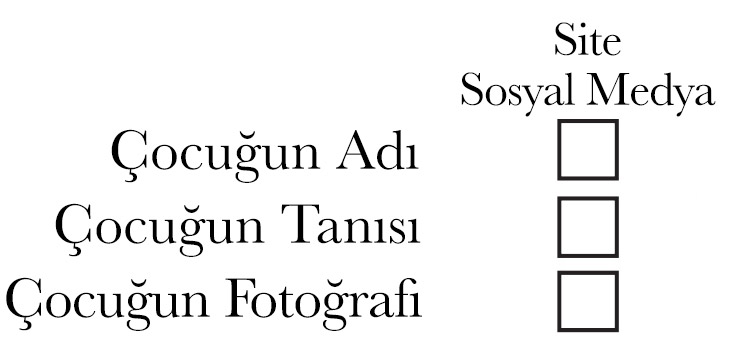 Site
Sosyal Medya
Çocuğun Adı
Çocuğun Tanısı
Çocuğun Fotoğrafı